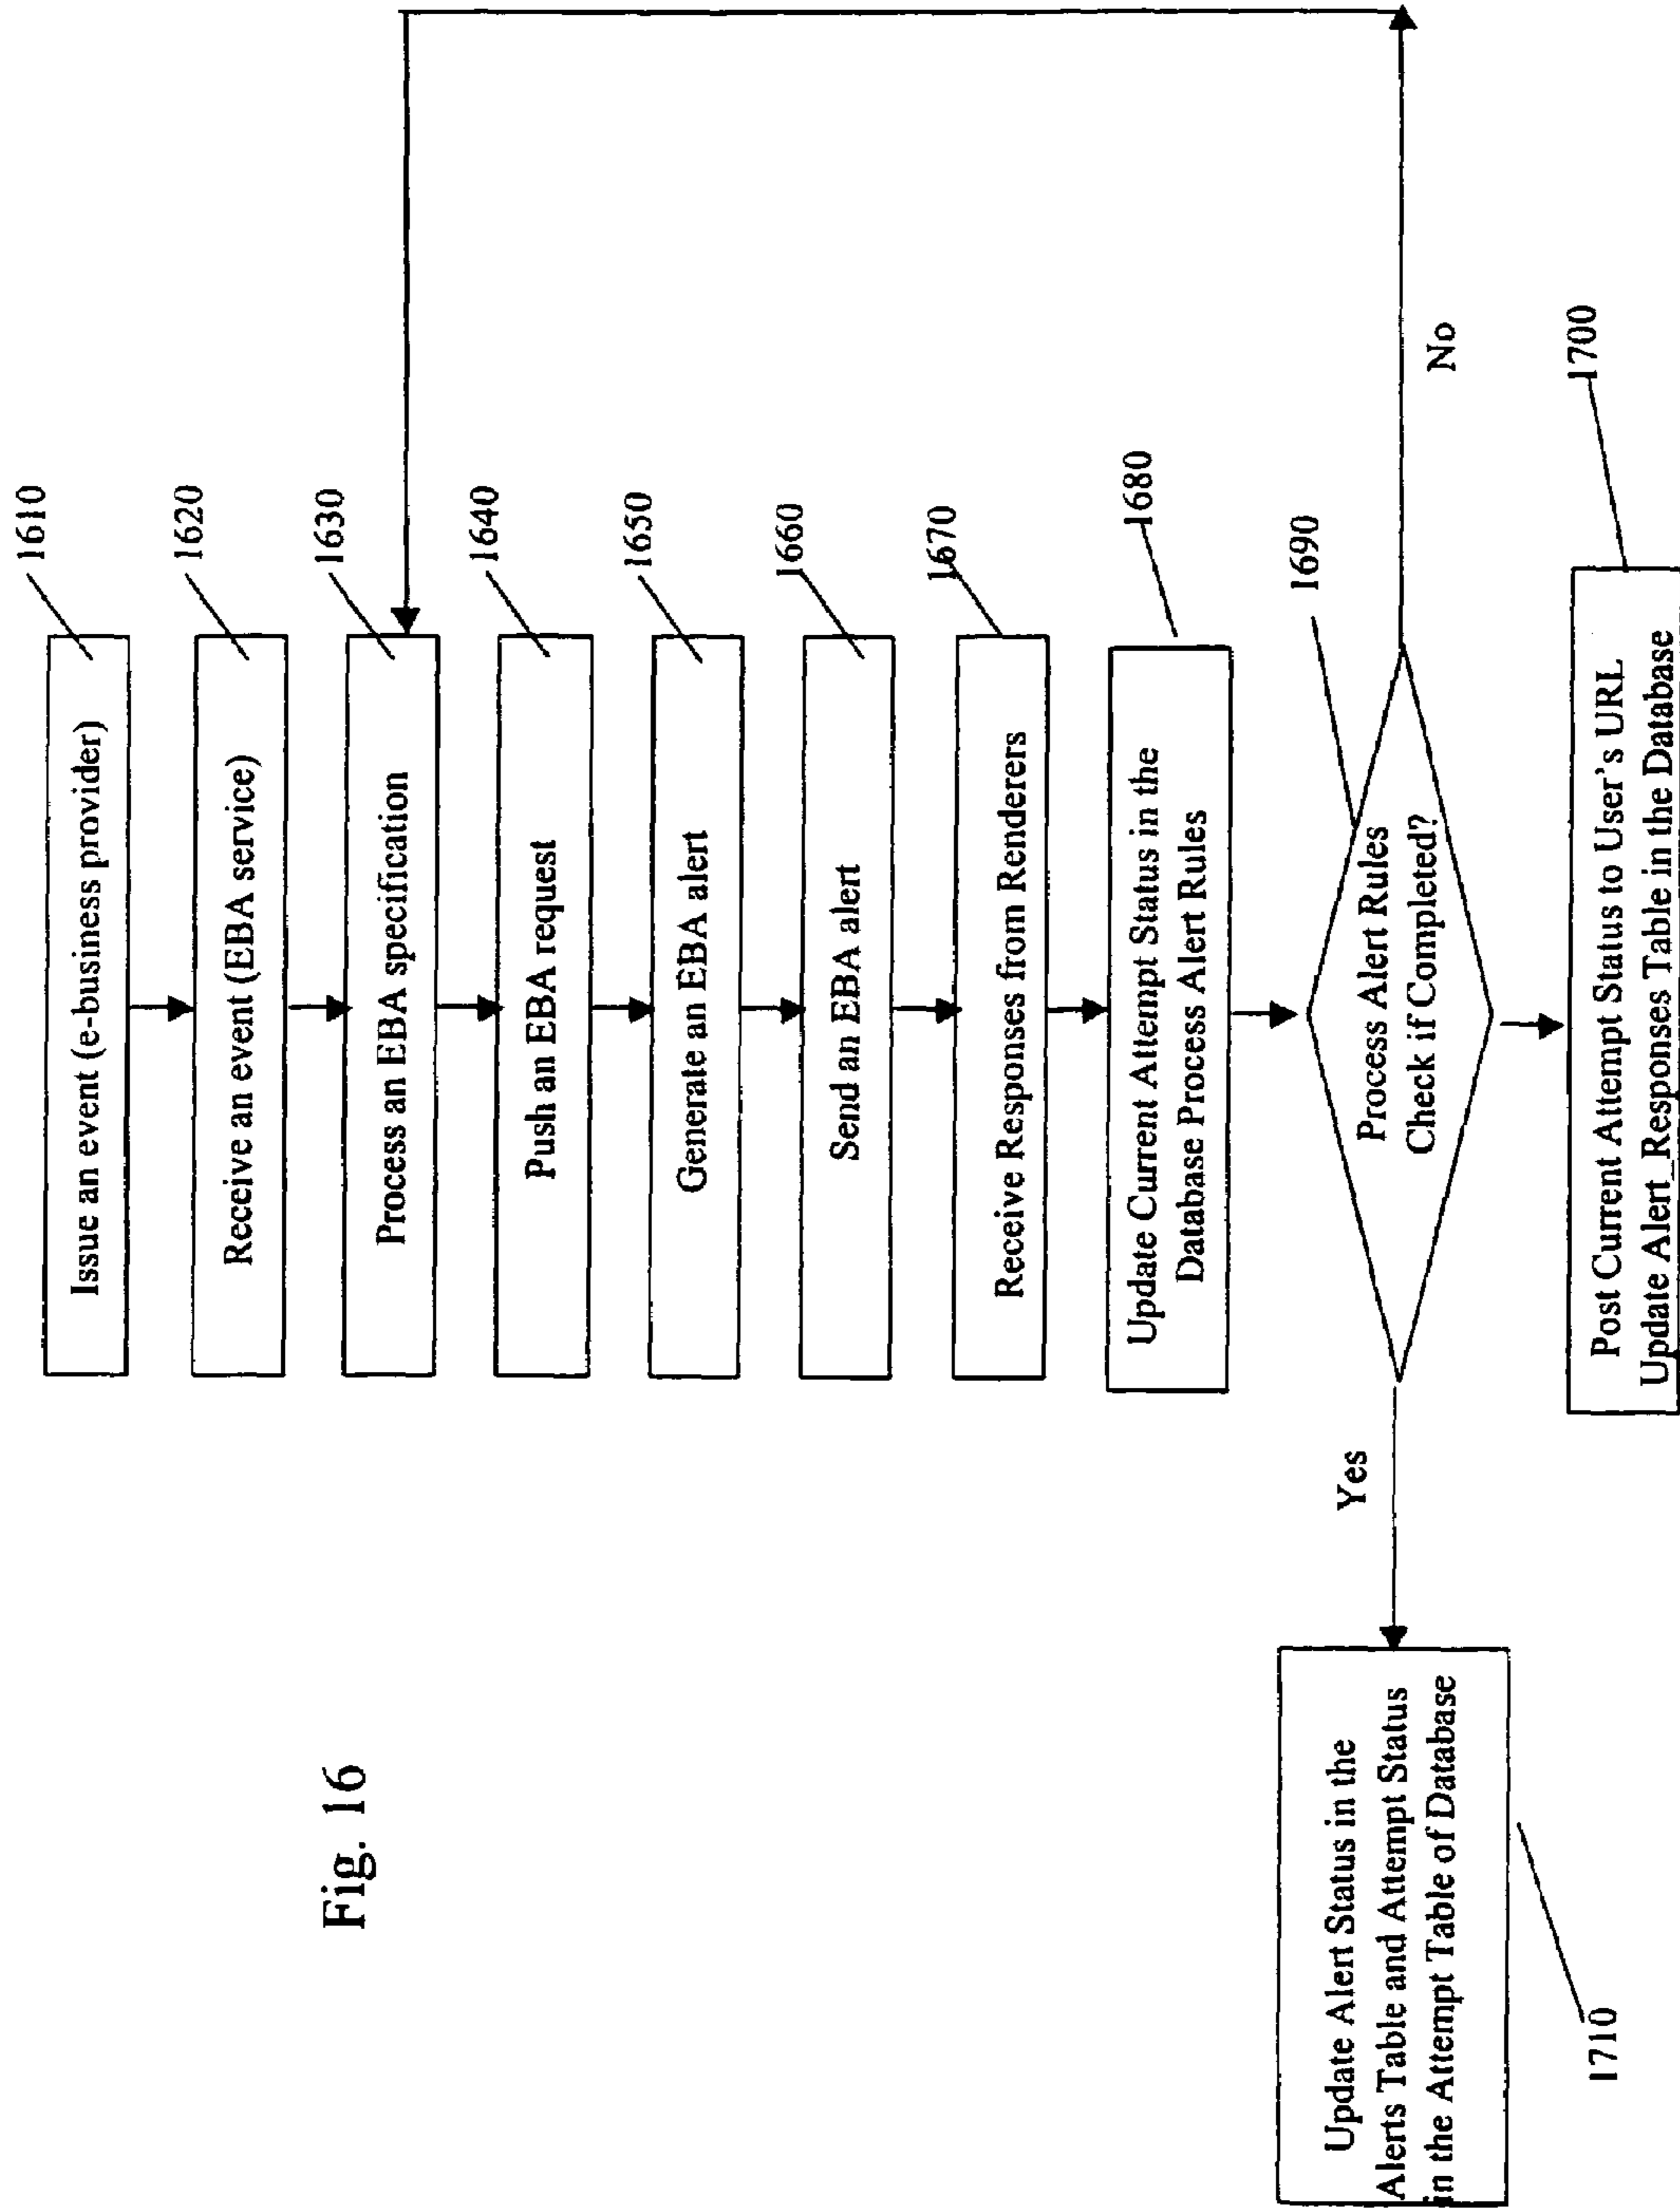 Fig. 16
Issue an event (e-business provider)
1610
Receive an event (EBA service)
1620
Process an EBA specification
1630
Push an EBA request
1640
Generate an EBA alert
1650
Send an EBA alert
1660
Receive Responses from Renderers
1670
Update Current Attempt Status in the
Database Process Alert Rules
1680
Process Alert Rules
Check if Completed?
1690
Yes
No
Update Alert Status in the
Alerts Table and Attempt Status
in the Attempt Table of Database
1710
Post Current Attempt Status to User's URL
Update Alert_Responses Table in the Database
1700